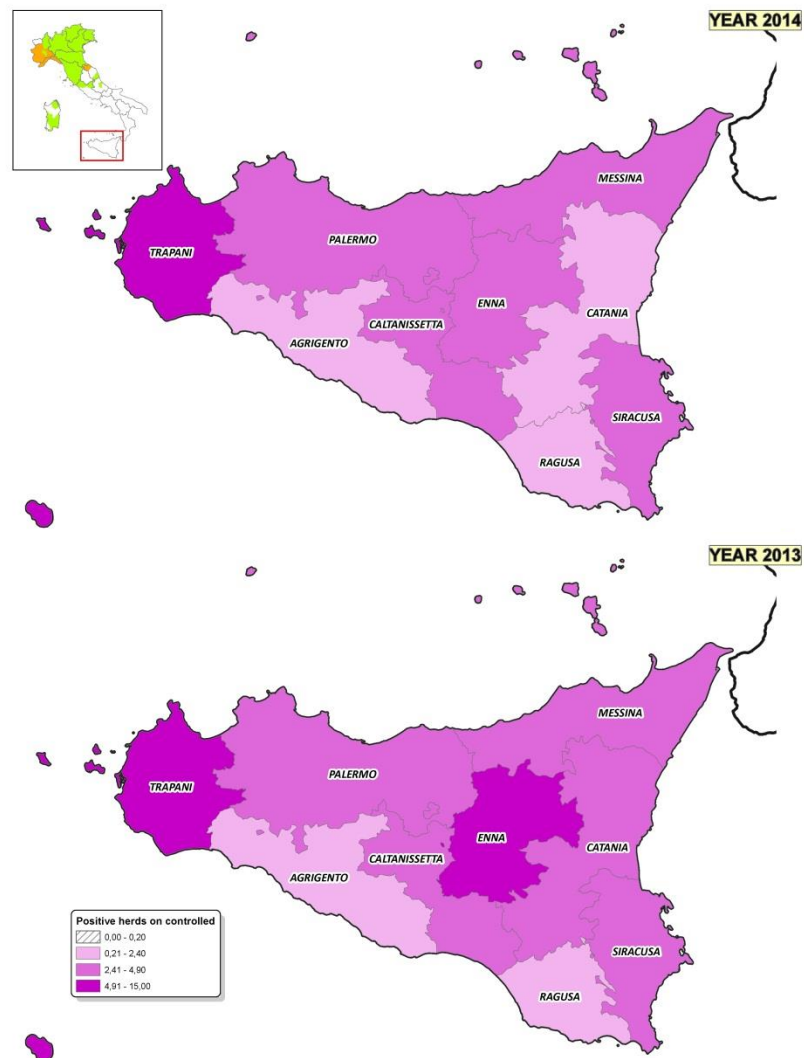 YEAR 2014
MESSINA
PALERMO
TRAPANI
ENNA
CATANIA
CALTANISSETTA
AGRIGENTO
SIRACUSA
RAGUSA
YEAR 2013
MESSINA
PALERMO
TRAPANI
ENNA
CATANIA
CALTANISSETTA
AGRIGENTO
SIRACUSA
RAGUSA
Positive herds on controlled
0,00 - 0,20
0,21 - 2,40
2,41 - 4,90
4,91 - 15,00